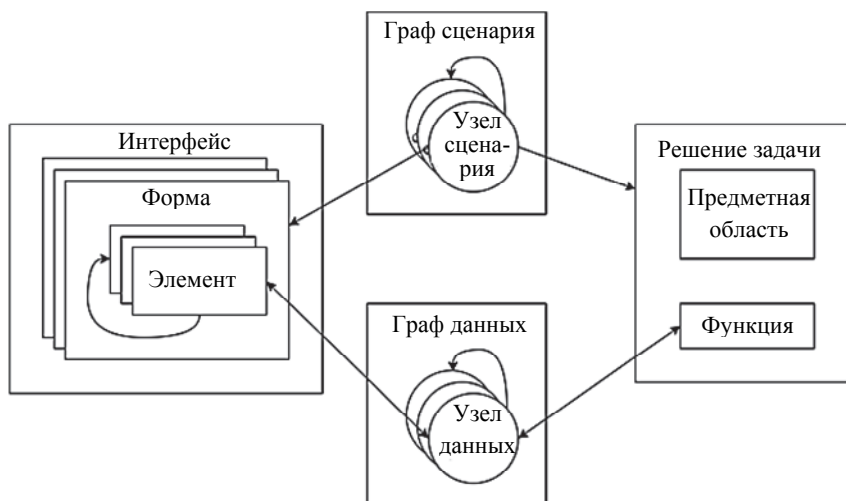 Граф сценария
Узел
сцена-
рия
Интерфейс
Форма
Элемент
Решение задачи
Предметная
область
Функция
Граф данных
Узел
данных